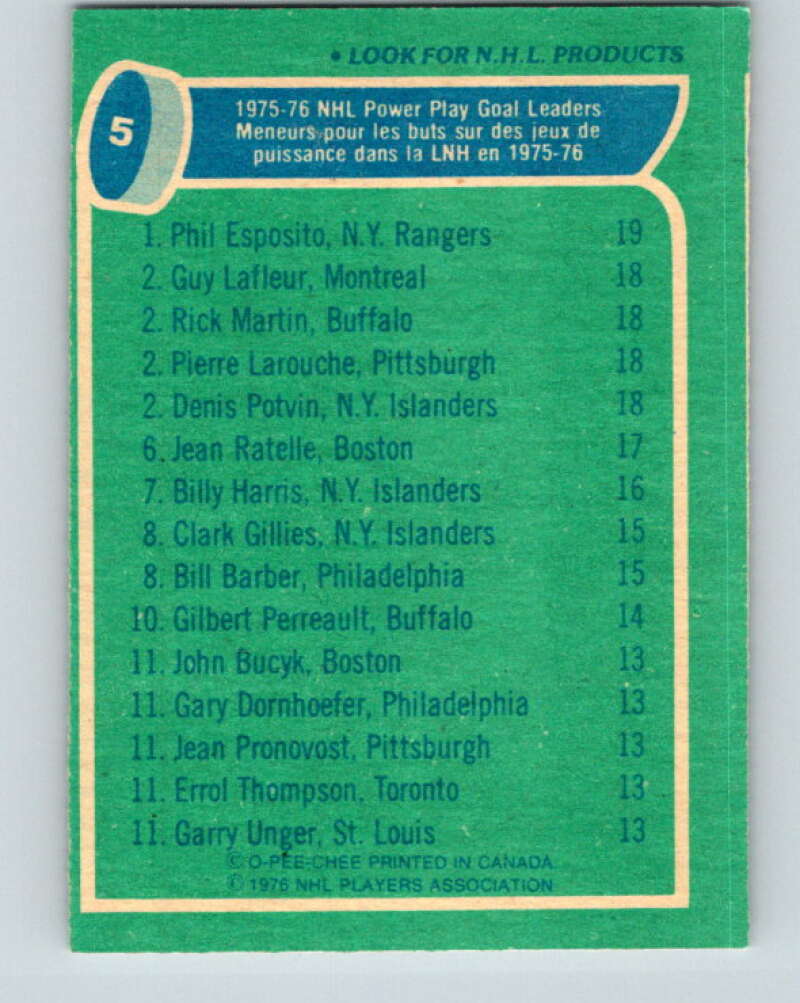 • LOOK FOR N.H.L. PRODUCTS
5
1975-76 NHL Power Play Goal Leaders
Meneurs pour les buts sur des jeux de
puissance dans la LNH en 1975-76
1. Phil Esposito, N.Y. Rangers 19
2. Guy Lafleur, Montreal 18
2. Rick Martin, Buffalo 18
2. Pierre Larouche, Pittsburgh 18
2. Denis Potvin, N.Y. Islanders 18
6. Jean Ratelle, Boston 17
7. Billy Harris, N.Y. Islanders 16
8. Clark Gillies, N.Y. Islanders 15
8. Bill Barber, Philadelphia 15
10. Gilbert Perreault, Buffalo 14
11. John Bucyk, Boston 13
11. Gary Dornhoefer, Philadelphia 13
11. Jean Pronovost, Pittsburgh 13
11. Errol Thompson, Toronto 13
11. Garry Unger, St. Louis 13
© O-PEE-CHEE PRINTED IN CANADA
© 1976 NHL PLAYERS ASSOCIATION